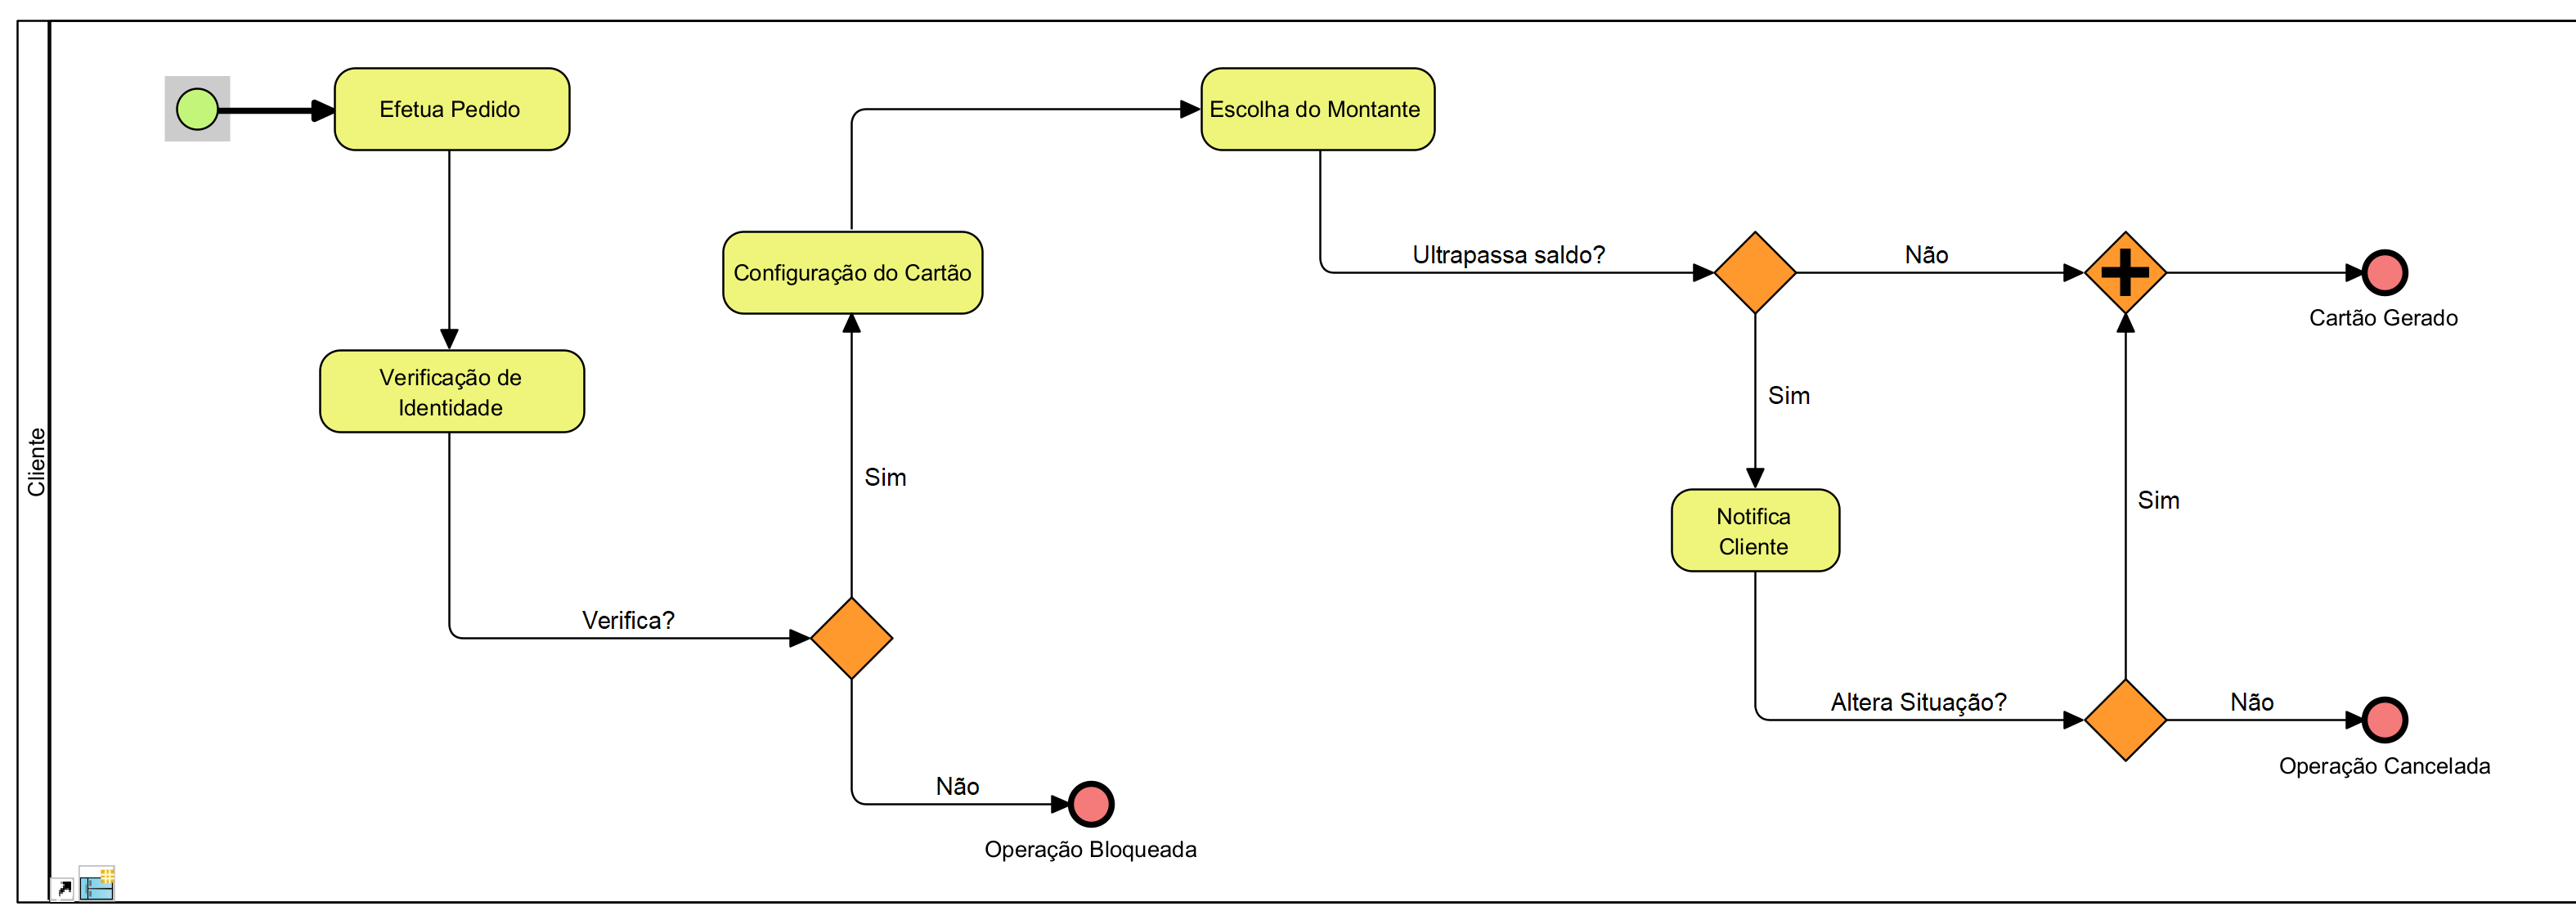 Cliente
Efetua Pedido
Verificação de
Identidade
Verifica?
Sim
Não
Operação Bloqueada
Configuração do Cartão
Escolha do Montante
Ultrapassa saldo?
Não
Sim
Notifica
Cliente
Altera Situação?
Sim
Não
Cartão Gerado
Operação Cancelada